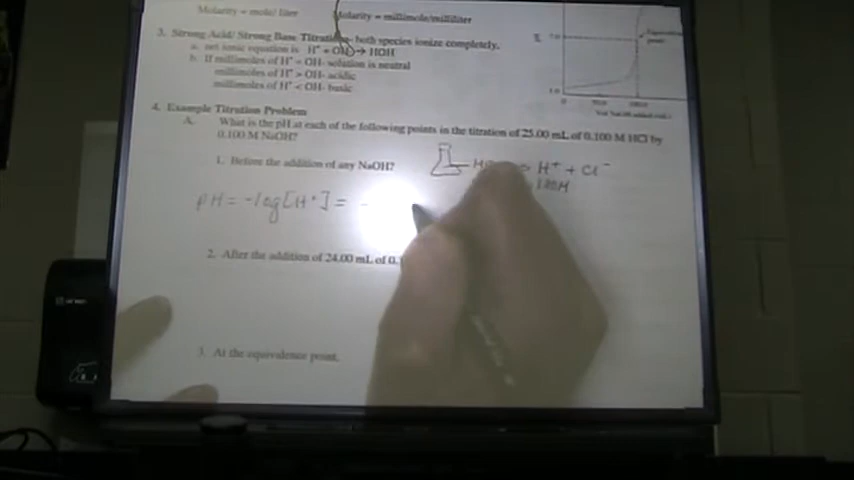 Molarity = mole/ liter Molarity = millimole/milliliter
3. Strong Acid/ Strong Base Titration- both species ionize completely.
a. net ionic equation is H⁺ + OH- → HOH
b. If millimoles of H⁺ = OH- solution is neutral
millimoles of H⁺ > OH- acidic
millimoles of H⁺ < OH- basic
4. Example Titration Problem
A. What is the pH at each of the following points in the titration of 25.00 mL of 0.100 M HCl by
0.100 M NaOH?
1. Before the addition of any NaOH? H⁺ + Cl⁻
pH = -log[H⁺] = -
2. After the addition of 24.00 mL of 0.
3. At the equivalence point.